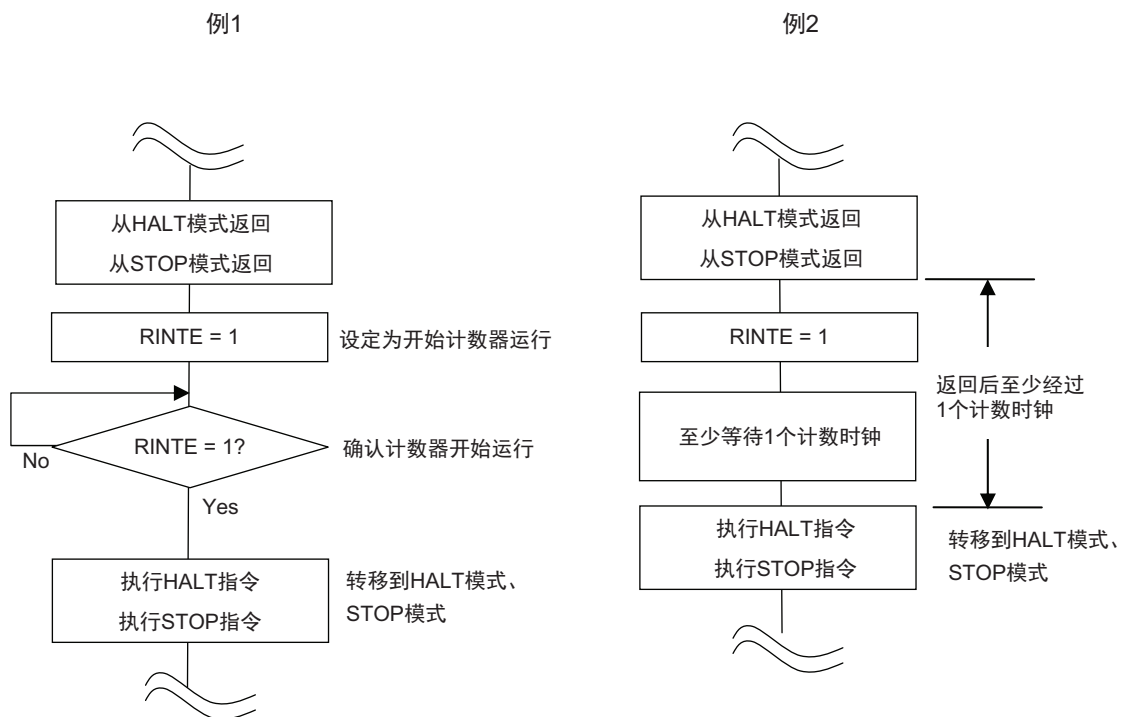 例1
从HALT模式返回
从STOP模式返回
RINTE = 1
设定为开始计数器运行
RINTE = 1?
确认计数器开始运行
No
Yes
执行HALT指令
执行STOP指令
转移到HALT模式、
STOP模式
例2
从HALT模式返回
从STOP模式返回
RINTE = 1
至少等待1个计数时钟
返回后至少经过
1个计数时钟
执行HALT指令
执行STOP指令
转移到HALT模式、
STOP模式